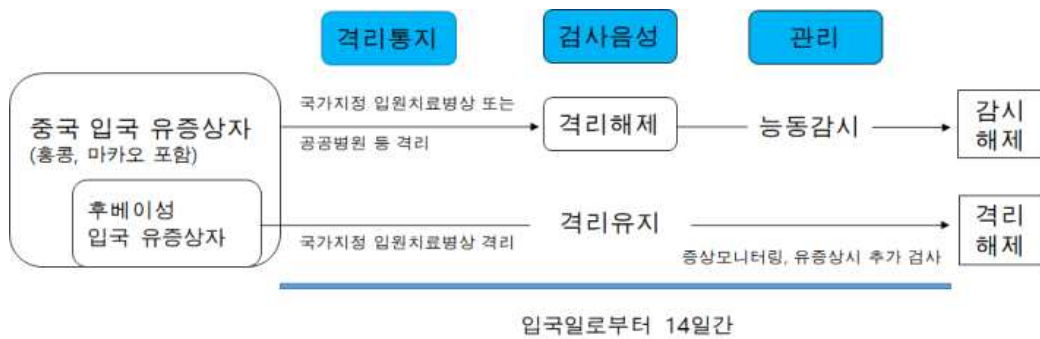 격리통지
검사음성
관리
중국 입국 유증상자
(홍콩, 마카오 포함)
국가지정 입원치료병상 또는
공공병원 등 격리
격리해제
능동감시
감시
해제
후베이성
입국 유증상자
국가지정 입원치료병상 격리
격리유지
증상모니터링, 유증상시 추가 검사
격리
해제
입국일로부터 14일간